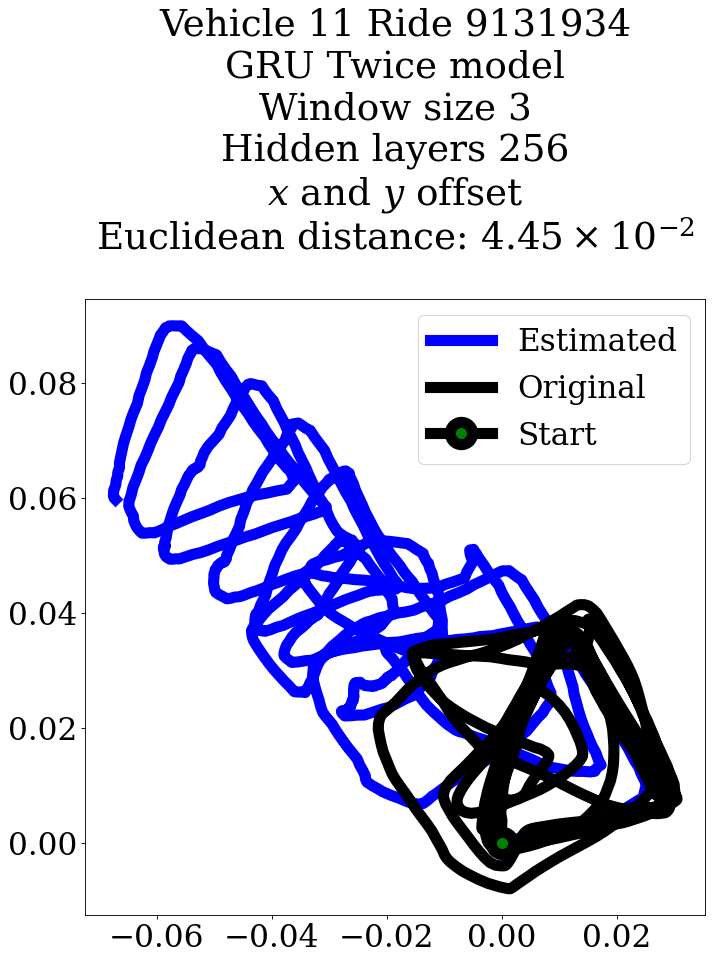 Vehicle 11 Ride 9131934
GRU Twice model
Window size 3
Hidden layers 256
x and y offset
Euclidean distance: 4.45 × 10⁻²
Estimated
Original
Start
0.08
0.06
0.04
0.02
0.00
−0.06 −0.04 −0.02 0.00 0.02